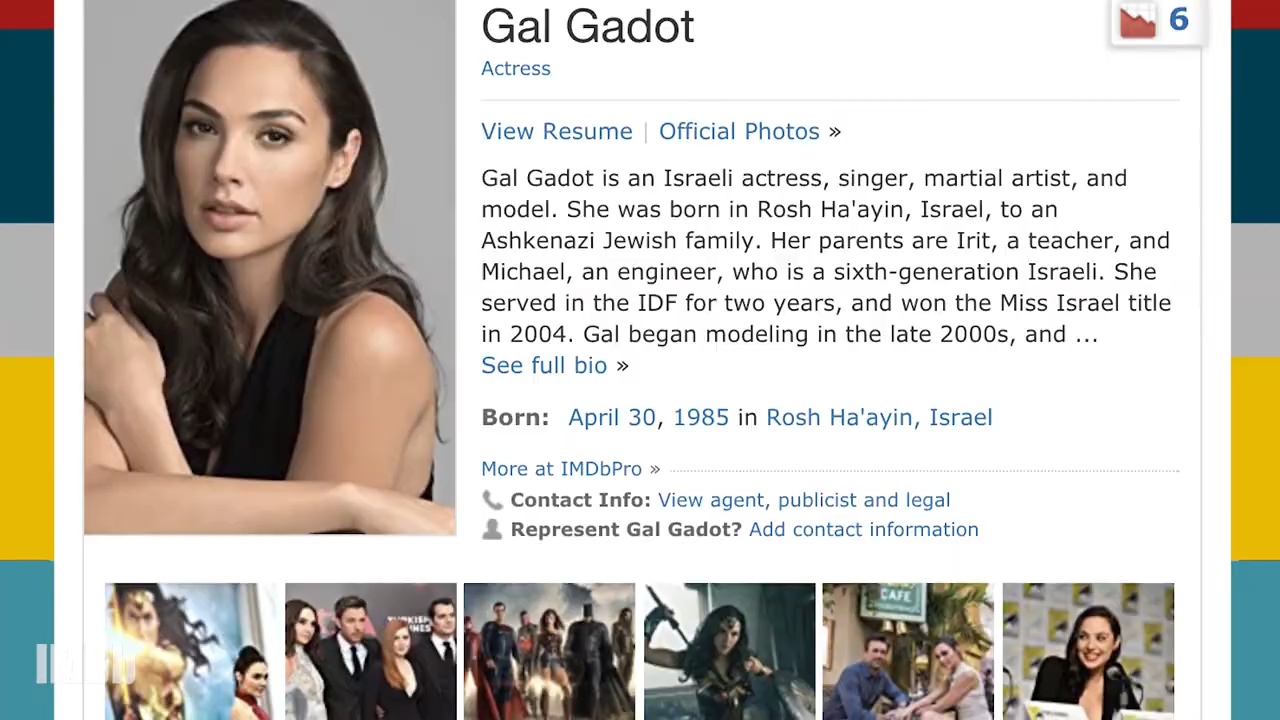 Gal Gadot
6
Actress
View Resume | Official Photos »
Gal Gadot is an Israeli actress, singer, martial artist, and
model. She was born in Rosh Ha'ayin, Israel, to an
Ashkenazi Jewish family. Her parents are Irit, a teacher, and
Michael, an engineer, who is a sixth-generation Israeli. She
served in the IDF for two years, and won the Miss Israel title
in 2004. Gal began modeling in the late 2000s, and ...
See full bio »
Born: April 30, 1985 in Rosh Ha'ayin, Israel
More at IMDbPro »
Contact Info: View agent, publicist and legal
Represent Gal Gadot? Add contact information
CAFE
IMDb